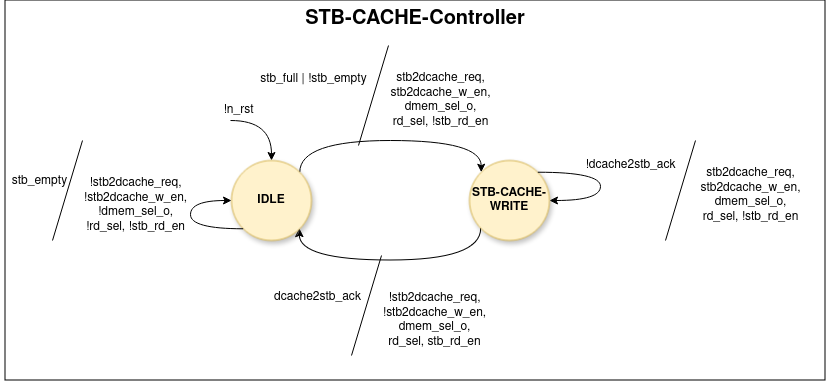 STB-CACHE-Controller
stb_full | !stb_empty
stb2dcache_req,
stb2dcache_w_en,
dmem_sel_o,
rd_sel, !stb_rd_en
!n_rst
stb_empty
!stb2dcache_req,
!stb2dcache_w_en,
!dmem_sel_o,
!rd_sel, !stb_rd_en
IDLE
STB-CACHE-
WRITE
!dcache2stb_ack
stb2dcache_req,
stb2dcache_w_en,
dmem_sel_o,
rd_sel, !stb_rd_en
dcache2stb_ack
!stb2dcache_req,
!stb2dcache_w_en,
dmem_sel_o,
rd_sel, stb_rd_en